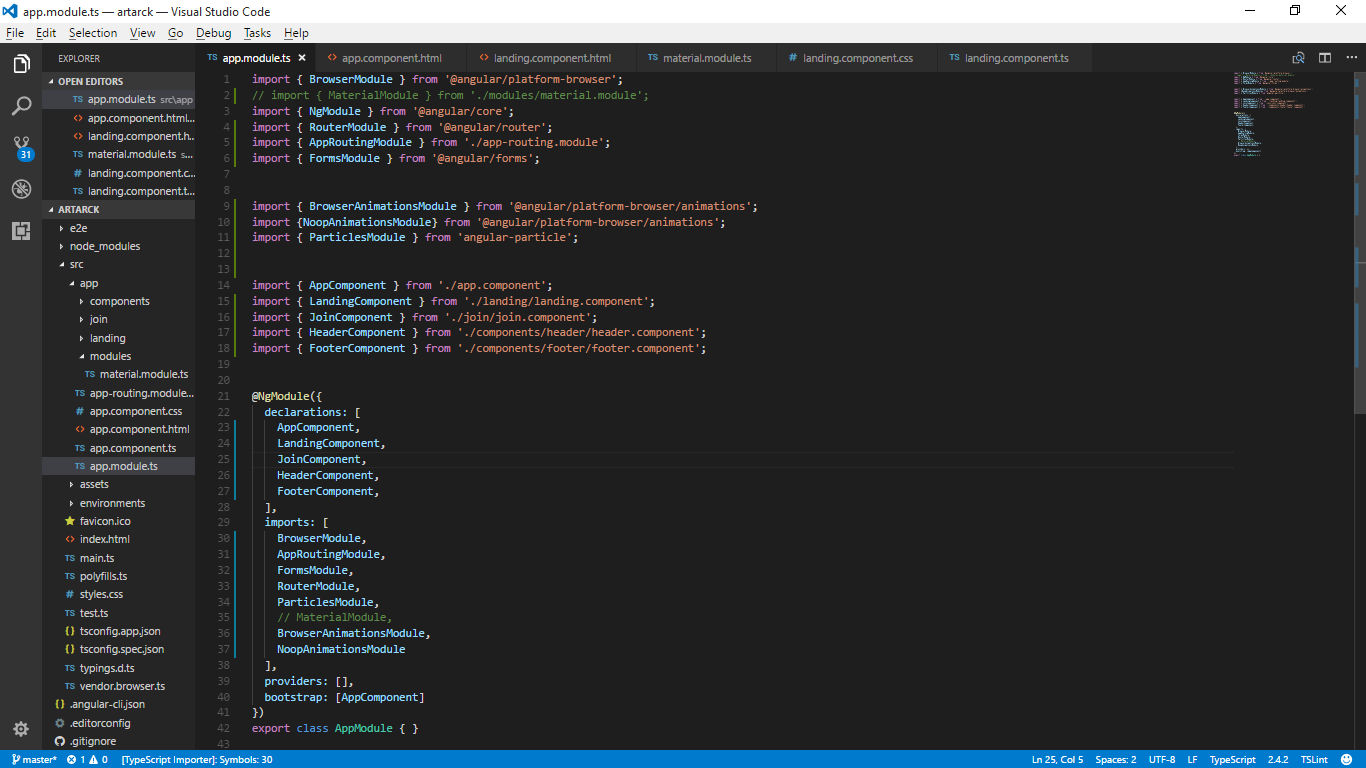 app.module.ts — artarck — Visual Studio Code
File Edit Selection View Go Debug Tasks Help
EXPLORER
OPEN EDITORS
TS app.module.ts src\app
<> app.component.html...
<> landing.component.h...
TS material.module.ts s...
# landing.component.c...
TS landing.component.t...
31
ARTARCK
e2e
node_modules
src
app
components
join
landing
modules
TS material.module.ts
TS app-routing.module...
# app.component.css
<> app.component.html
TS app.component.ts
TS app.module.ts
assets
environments
favicon.ico
<> index.html
TS main.ts
TS polyfills.ts
# styles.css
TS test.ts
{} tsconfig.app.json
{} tsconfig.spec.json
TS typings.d.ts
TS vendor.browser.ts
{} .angular-cli.json
.editorconfig
.gitignore
TS app.module.ts × <> app.component.html <> landing.component.html TS material.module.ts # landing.component.css TS landing.component.ts
1 import { BrowserModule } from '@angular/platform-browser';
2 // import { MaterialModule } from './modules/material.module';
3 import { NgModule } from '@angular/core';
4 import { RouterModule } from '@angular/router';
5 import { AppRoutingModule } from './app-routing.module';
6 import { FormsModule } from '@angular/forms';
7
8
9 import { BrowserAnimationsModule } from '@angular/platform-browser/animations';
10 import {NoopAnimationsModule} from '@angular/platform-browser/animations';
11 import { ParticlesModule } from 'angular-particle';
12
13
14 import { AppComponent } from './app.component';
15 import { LandingComponent } from './landing/landing.component';
16 import { JoinComponent } from './join/join.component';
17 import { HeaderComponent } from './components/header/header.component';
18 import { FooterComponent } from './components/footer/footer.component';
19
20
21 @NgModule({
22 declarations: [
23 AppComponent,
24 LandingComponent,
25 JoinComponent,
26 HeaderComponent,
27 FooterComponent,
28 ],
29 imports: [
30 BrowserModule,
31 AppRoutingModule,
32 FormsModule,
33 RouterModule,
34 ParticlesModule,
35 // MaterialModule,
36 BrowserAnimationsModule,
37 NoopAnimationsModule
38 ],
39 providers: [],
40 bootstrap: [AppComponent]
41 })
42 export class AppModule { }
43
master* 1 0 [TypeScript Importer]: Symbols: 30 Ln 25, Col 5 Spaces: 2 UTF-8 LF TypeScript 2.4.2 TSLint